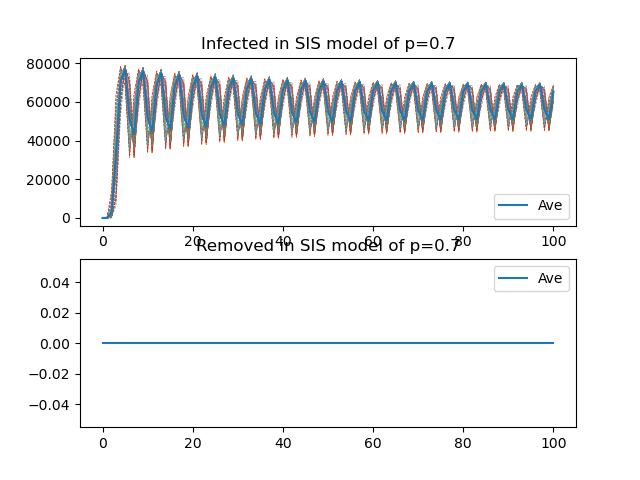 Infected in SIS model of p=0.7
80000
60000
40000
20000
0
Ave
0 20 40 60 80 100
Removed in SIS model of p=0.7
0.04
0.02
0.00
−0.02
−0.04
Ave
0 20 40 60 80 100